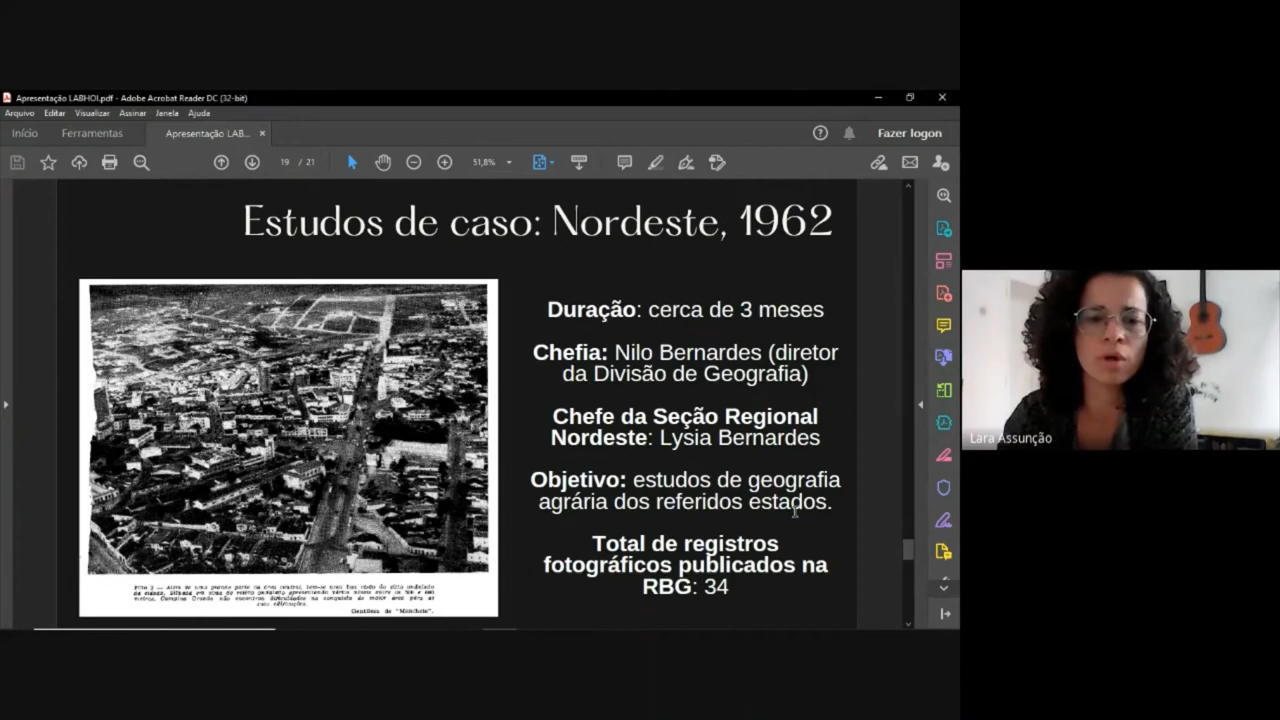 Apresentação LABHOI.pdf - Adobe Acrobat Reader DC (32-bit)
Arquivo Editar Visualizar Assinar Janela Ajuda
Início Ferramentas Apresentação LAB... Fazer logon
19 / 21 51,8%
Estudos de caso: Nordeste, 1962
Duração: cerca de 3 meses
Chefia: Nilo Bernardes (diretor
da Divisão de Geografia)
Chefe da Seção Regional
Nordeste: Lysia Bernardes
Objetivo: estudos de geografia
agrária dos referidos estados.
Total de registros
fotográficos publicados na
RBG: 34
Gentileza de "Manchete".
Lara Assunção